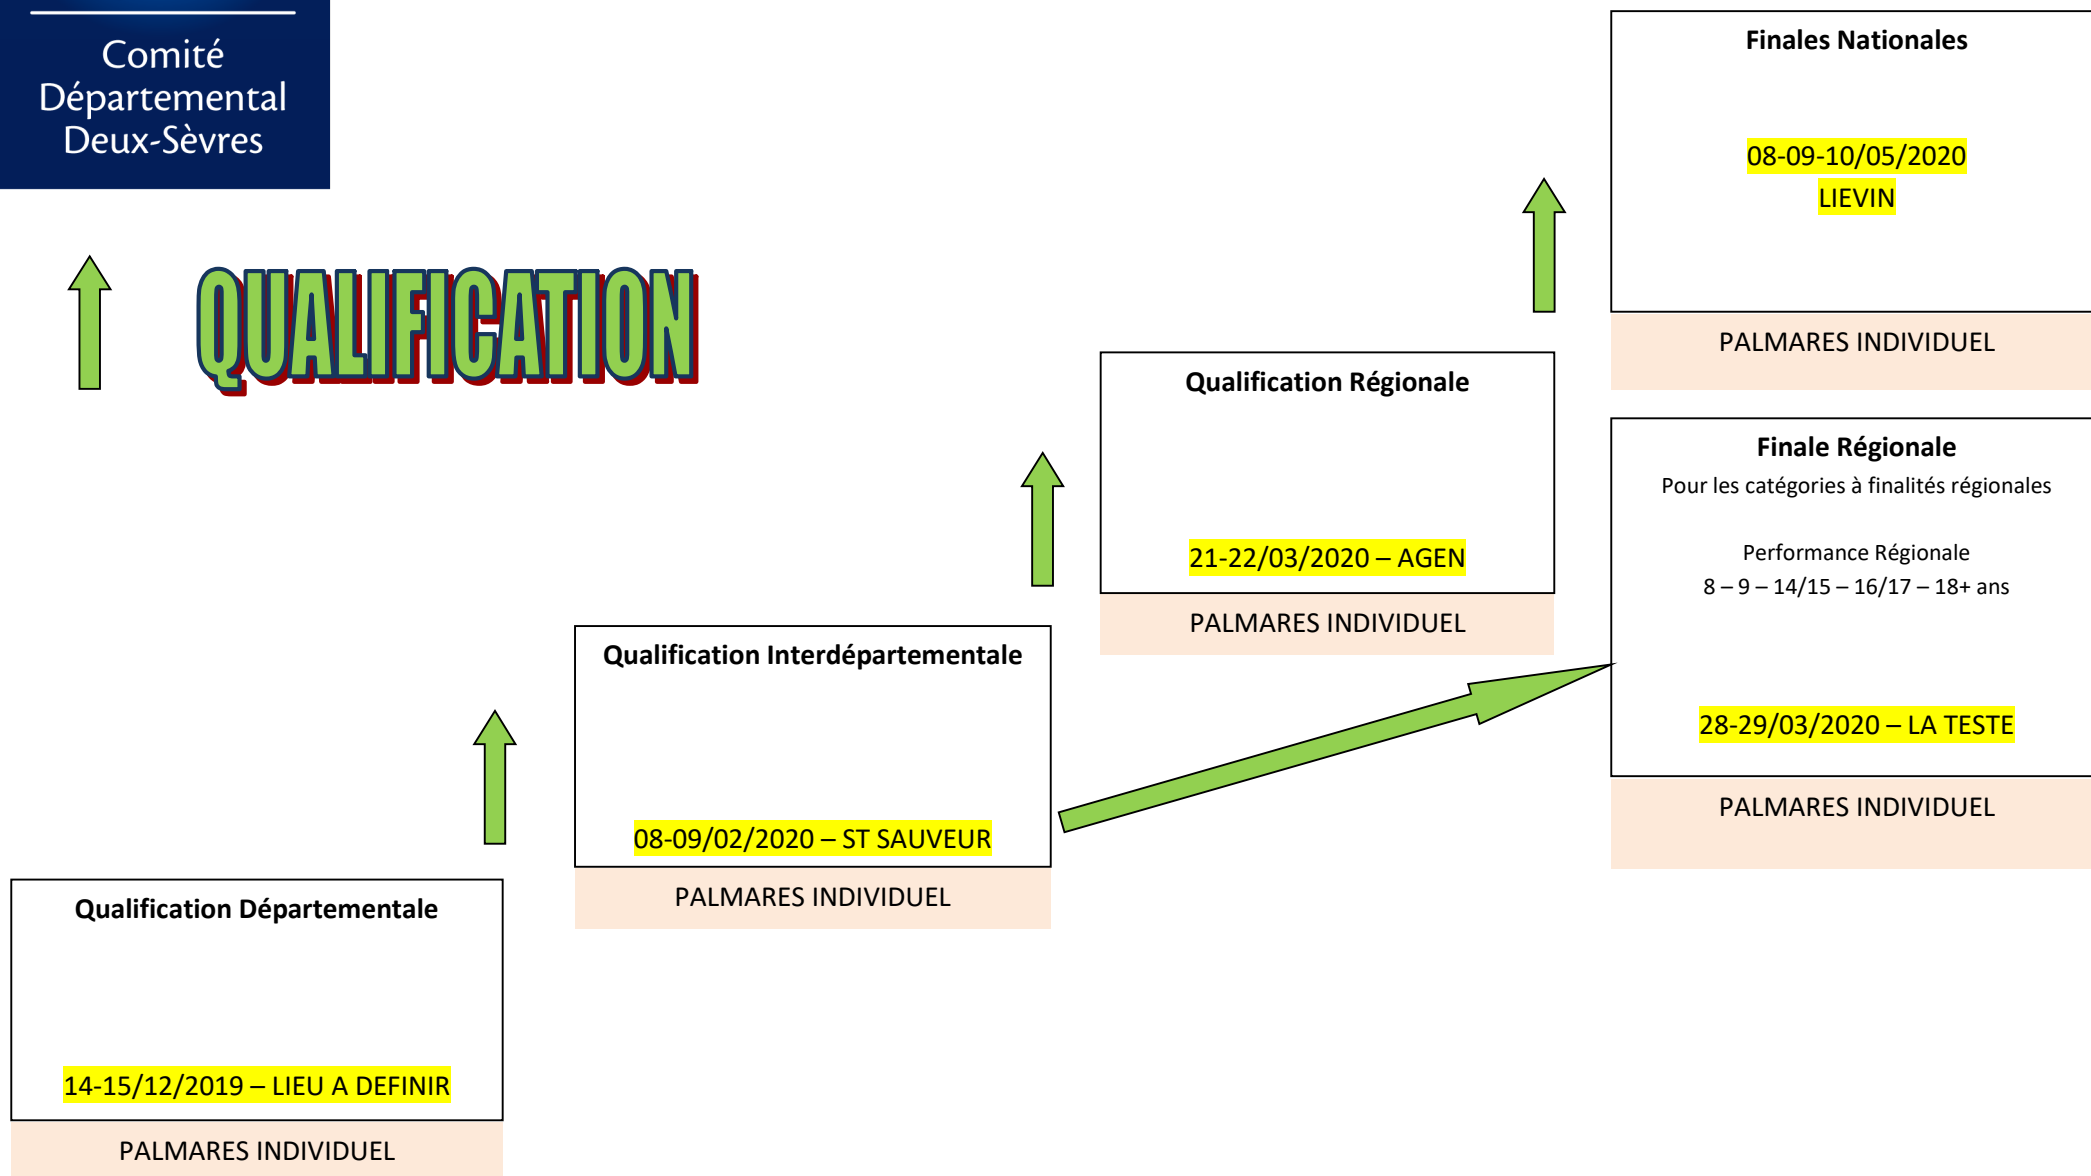 Comité
Départemental
Deux-Sèvres
QUALIFICATION
Finales Nationales
08-09-10/05/2020
LIEVIN
PALMARES INDIVIDUEL
Qualification Régionale
21-22/03/2020 – AGEN
PALMARES INDIVIDUEL
Finale Régionale
Pour les catégories à finalités régionales
Performance Régionale
8 – 9 – 14/15 – 16/17 – 18+ ans
28-29/03/2020 – LA TESTE
PALMARES INDIVIDUEL
Qualification Interdépartementale
08-09/02/2020 – ST SAUVEUR
PALMARES INDIVIDUEL
Qualification Départementale
14-15/12/2019 – LIEU A DEFINIR
PALMARES INDIVIDUEL